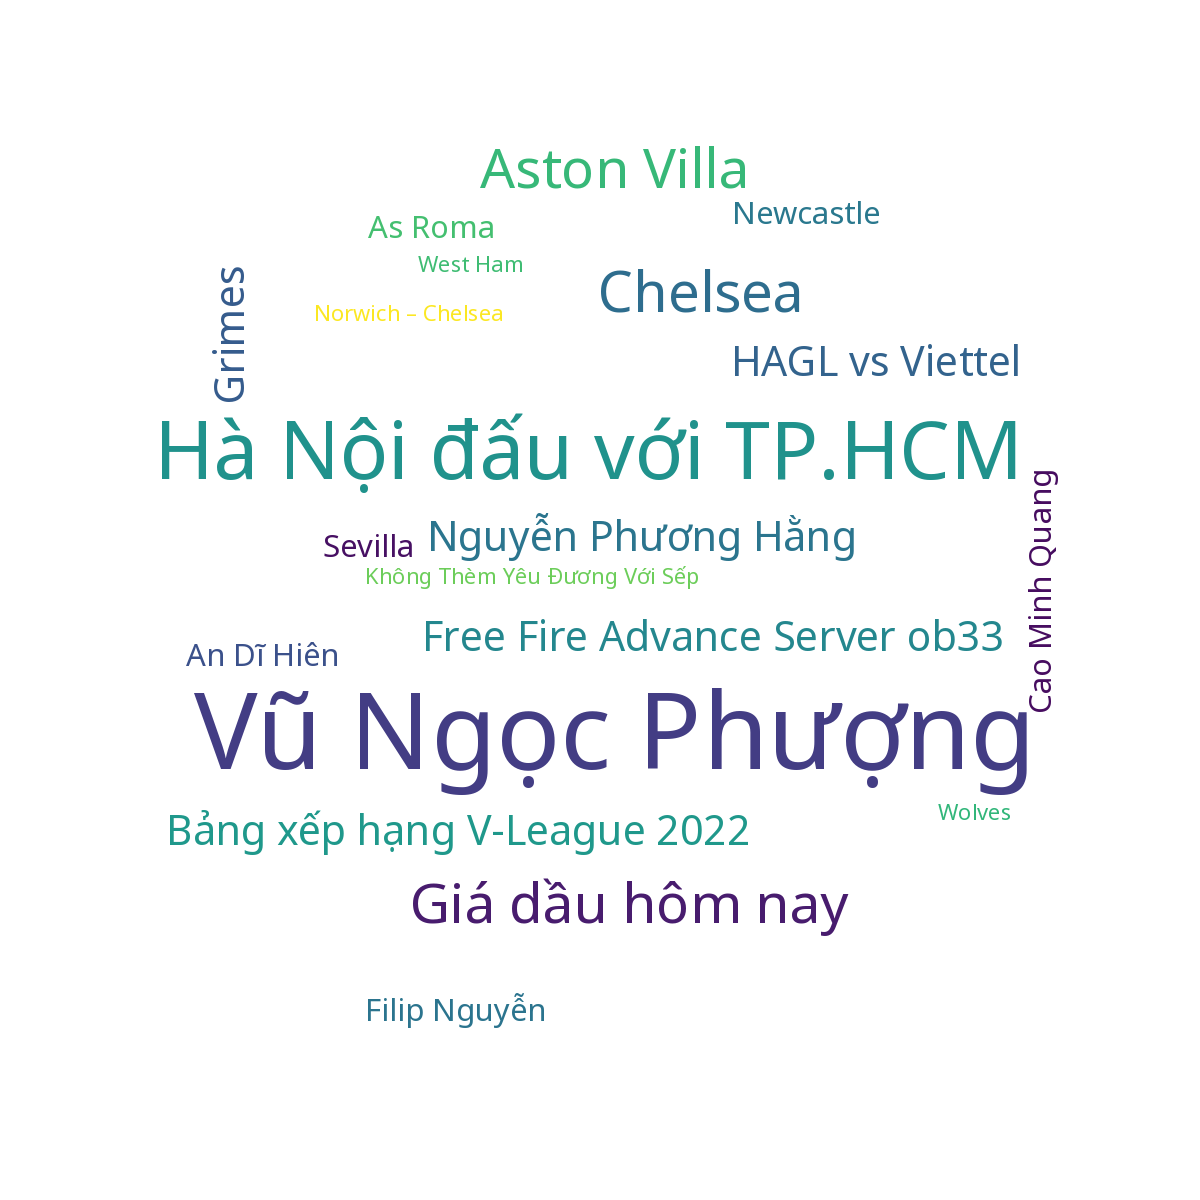 Aston Villa
Newcastle
As Roma
West Ham
Grimes
Chelsea
Norwich – Chelsea
HAGL vs Viettel
Hà Nội đấu với TP.HCM
Cao Minh Quang
Nguyễn Phương Hằng
Sevilla
Không Thèm Yêu Đương Với Sếp
Free Fire Advance Server ob33
An Dĩ Hiên
Vũ Ngọc Phượng
Wolves
Bảng xếp hạng V-League 2022
Giá dầu hôm nay
Filip Nguyễn